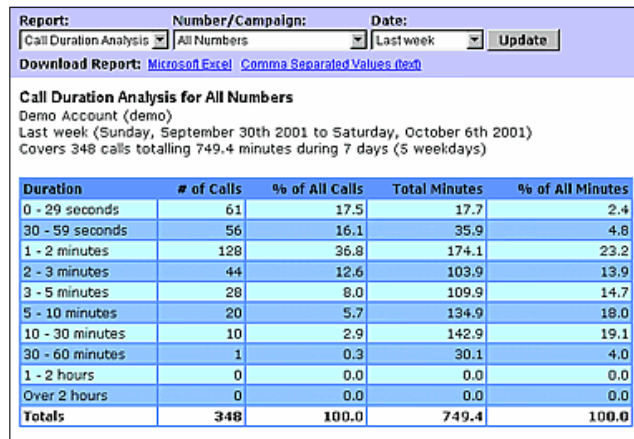 Report: Number/Campaign: Date:
Call Duration Analysis All Numbers Last week Update
Download Report: Microsoft Excel Comma Separated Values (text)
Call Duration Analysis for All Numbers
Demo Account (demo)
Last week (Sunday, September 30th 2001 to Saturday, October 6th 2001)
Covers 348 calls totalling 749.4 minutes during 7 days (5 weekdays)
Duration # of Calls % of All Calls Total Minutes % of All Minutes
0 - 29 seconds 61 17.5 17.7 2.4
30 - 59 seconds 56 16.1 35.9 4.8
1 - 2 minutes 128 36.8 174.1 23.2
2 - 3 minutes 44 12.6 103.9 13.9
3 - 5 minutes 28 8.0 109.9 14.7
5 - 10 minutes 20 5.7 134.9 18.0
10 - 30 minutes 10 2.9 142.9 19.1
30 - 60 minutes 1 0.3 30.1 4.0
1 - 2 hours 0 0.0 0.0 0.0
Over 2 hours 0 0.0 0.0 0.0
Totals 348 100.0 749.4 100.0